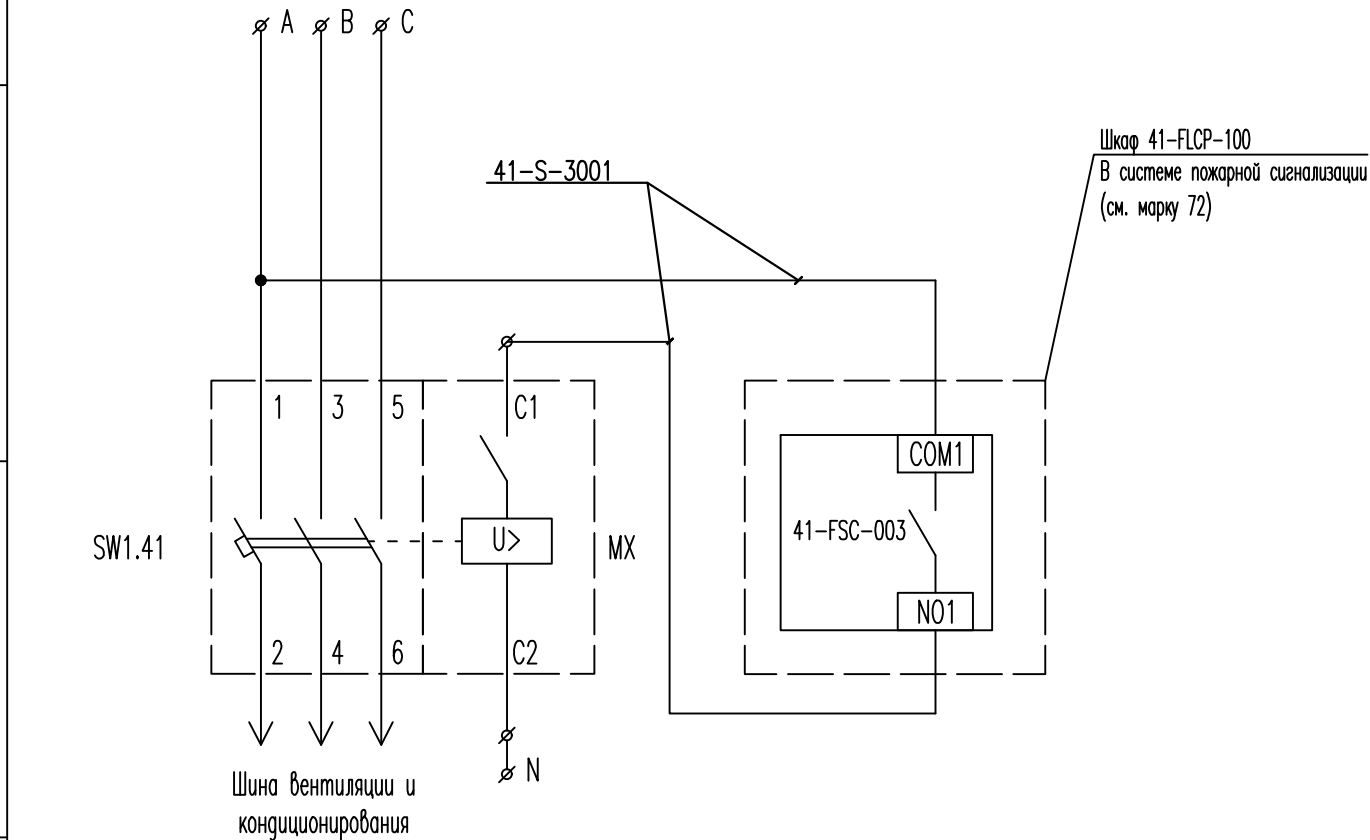 A B C
Шкаф 41-FLCP-100
В системе пожарной сигнализации
(см. марку 72)
41-S-3001
1 3 5 C1
COM1
SW1.41
U>
MX
41-FSC-003
NO1
2 4 6 C2
N
Шина вентиляции и
кондиционирования